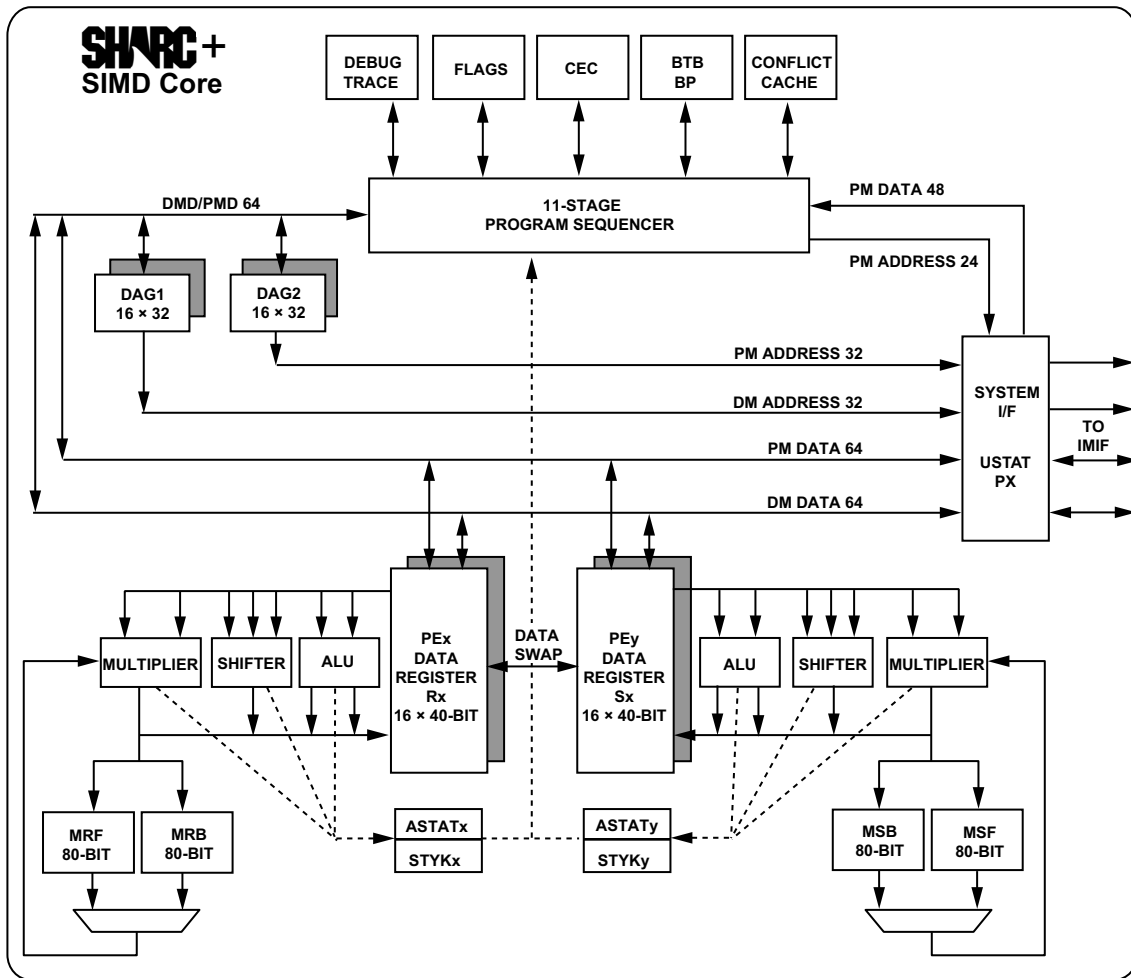 SHARC+
SIMD Core
DEBUG
TRACE
FLAGS
CEC
BTB
BP
CONFLICT
CACHE
DMD/PMD 64
11-STAGE
PROGRAM SEQUENCER
PM DATA 48
PM ADDRESS 24
DAG1
16 × 32
DAG2
16 × 32
PM ADDRESS 32
DM ADDRESS 32
PM DATA 64
DM DATA 64
SYSTEM
I/F
USTAT
PX
TO
IMIF
MULTIPLIER
SHIFTER
ALU
PEx
DATA
REGISTER
Rx
16 × 40-BIT
DATA
SWAP
PEy
DATA
REGISTER
Sx
16 × 40-BIT
ALU
SHIFTER
MULTIPLIER
MRF
80-BIT
MRB
80-BIT
ASTATx
STYKx
ASTATy
STYKy
MSB
80-BIT
MSF
80-BIT